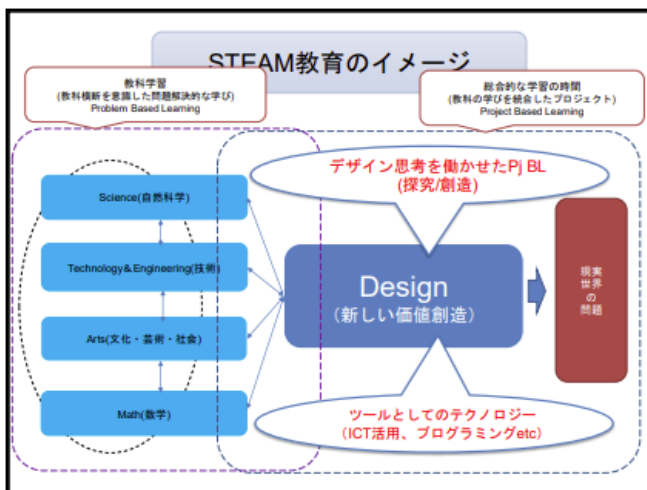 STEAM教育のイメージ
教科学習
(教科横断を意識した問題解決的な学び)
Problem Based Learning
総合的な学習の時間
(教科の学びを統合したプロジェクト)
Project Based Learning
デザイン思考を働かせたPj BL
(探究/創造)
Science(自然科学)
Technology&Engineering(技術)
Arts(文化・芸術・社会)
Math(数学)
Design
（新しい価値創造）
現実
世界
の
問題
ツールとしてのテクノロジー
（ICT活用、プログラミングetc）